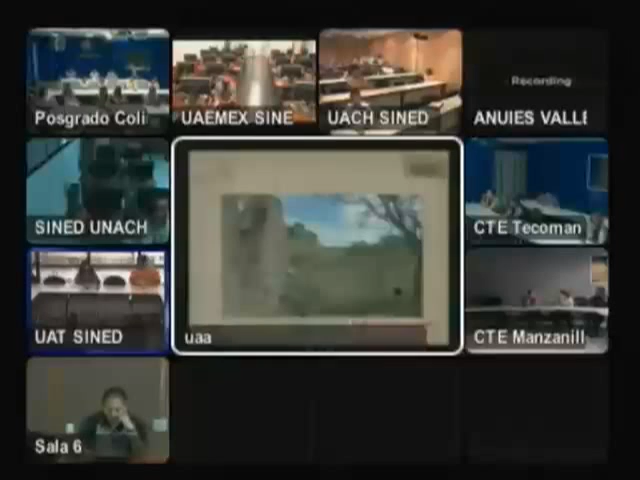 Posgrado Coli
UAEMEX SINE
UACH SINED
Recording
ANUIES VALLE
SINED UNACH
CTE Tecoman
UAT SINED
uaa
CTE Manzanill
Sala 6